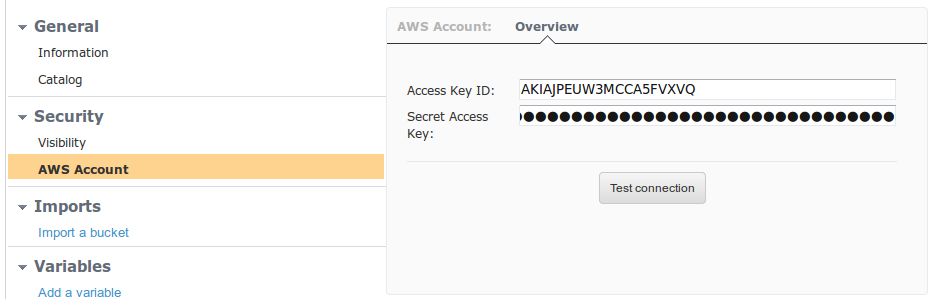 General
Information
Catalog
Security
Visibility
AWS Account
Imports
Import a bucket
Variables
Add a variable
AWS Account: Overview
Access Key ID: AKIAJPEUW3MCCA5FVXVQ
Secret Access
Key:
Test connection